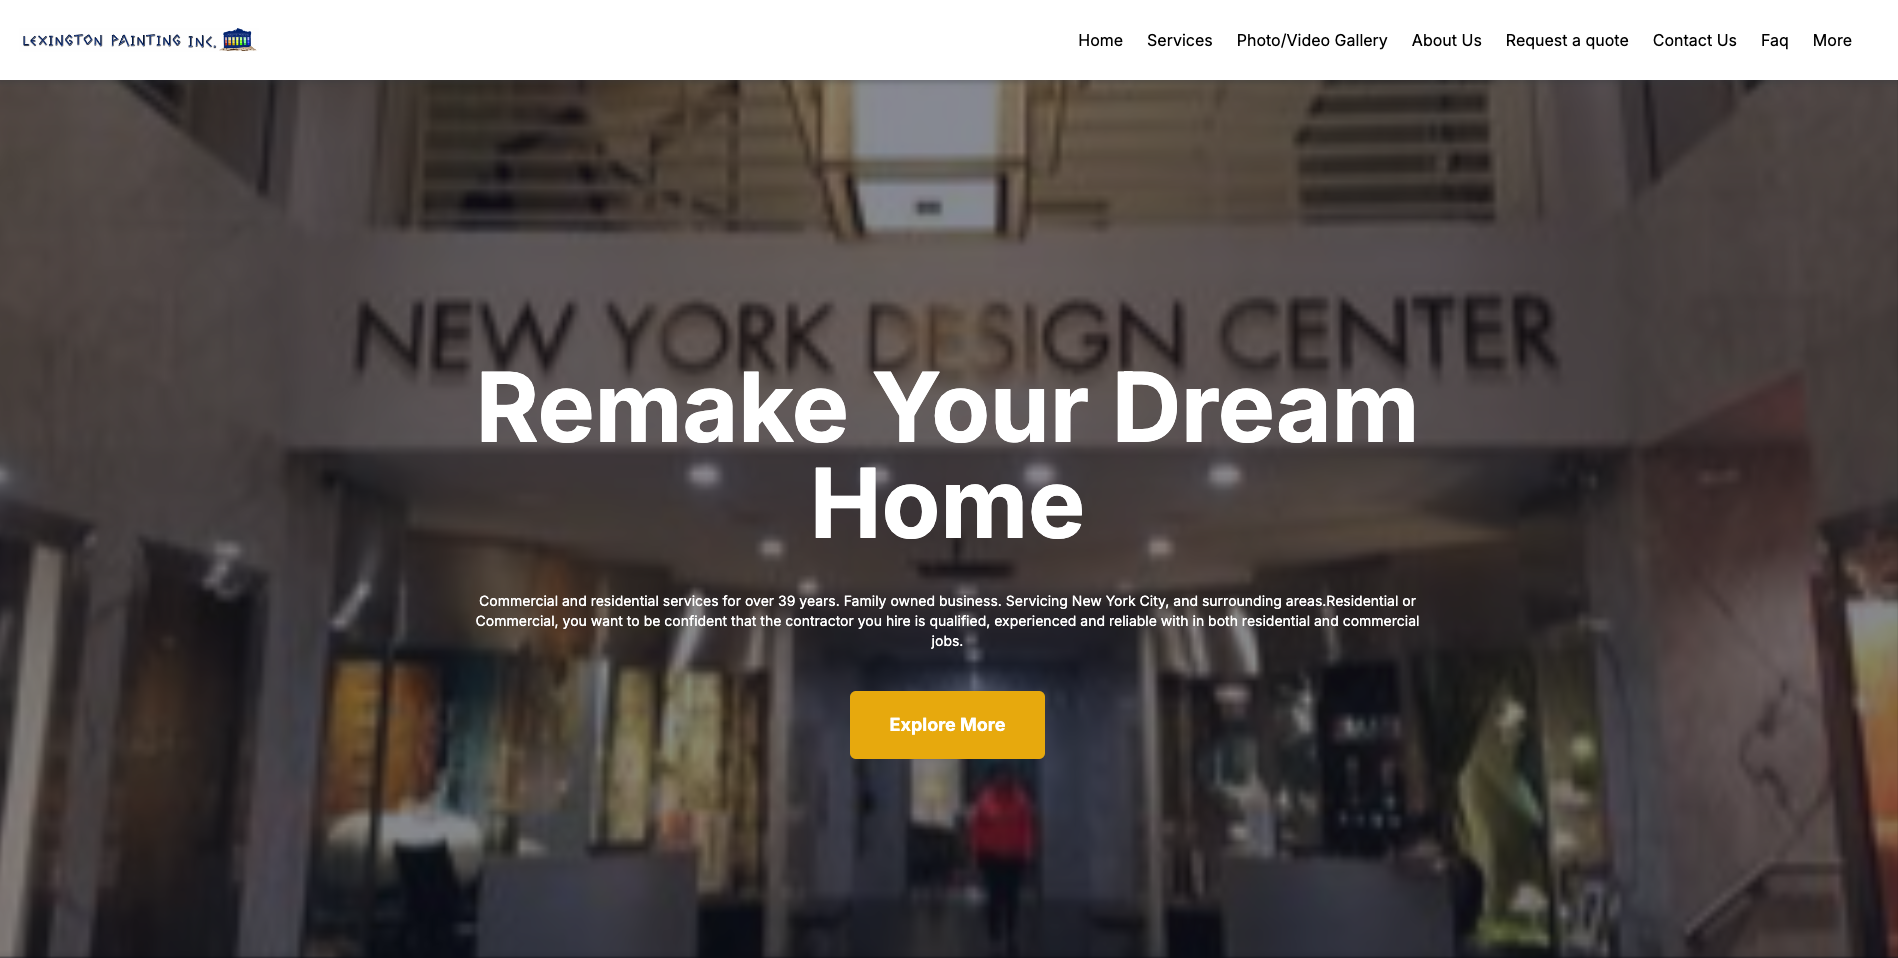 LEXINGTON PAINTING INC.
Home Services Photo/Video Gallery About Us Request a quote Contact Us Faq More
NEW YORK DESIGN CENTER
Remake Your Dream
Home
Commercial and residential services for over 39 years. Family owned business. Servicing New York City, and surrounding areas.Residential or
Commercial, you want to be confident that the contractor you hire is qualified, experienced and reliable with in both residential and commercial
jobs.
Explore More